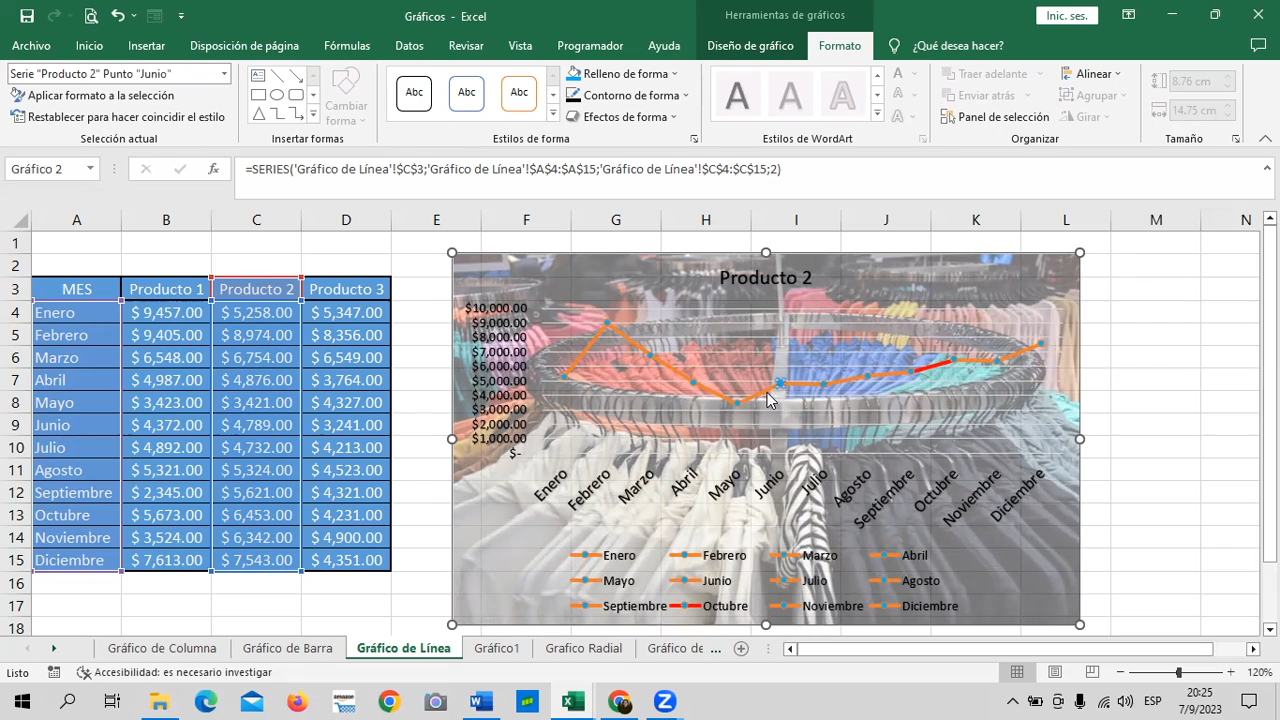 Gráficos - Excel
Herramientas de gráficos
Inic. ses.
Archivo Inicio Insertar Disposición de página Fórmulas Datos Revisar Vista Programador Ayuda Diseño de gráfico Formato ¿Qué desea hacer?
Serie "Producto 2" Punto "Junio"
Aplicar formato a la selección
Restablecer para hacer coincidir el estilo
Selección actual
Cambiar forma
Insertar formas
Abc Abc Abc
Relleno de forma
Contorno de forma
Efectos de forma
Estilos de forma
A A A
Estilos de WordArt
Traer adelante
Enviar atrás
Panel de selección
Alinear
Agrupar
Girar
Organizar
8.76 cm
14.75 cm
Tamaño
Gráfico 2
fx
=SERIES('Gráfico de Línea'!$C$3;'Gráfico de Línea'!$A$4:$A$15;'Gráfico de Línea'!$C$4:$C$15;2)
A B C D E F G H I J K L M N
1
2
3 MES Producto 1 Producto 2 Producto 3
4 Enero $ 9,457.00 $ 5,258.00 $ 5,347.00
5 Febrero $ 9,405.00 $ 8,974.00 $ 8,356.00
6 Marzo $ 6,548.00 $ 6,754.00 $ 6,549.00
7 Abril $ 4,987.00 $ 4,876.00 $ 3,764.00
8 Mayo $ 3,423.00 $ 3,421.00 $ 4,327.00
9 Junio $ 4,372.00 $ 4,789.00 $ 3,241.00
10 Julio $ 4,892.00 $ 4,732.00 $ 4,213.00
11 Agosto $ 5,321.00 $ 5,324.00 $ 4,523.00
12 Septiembre $ 2,345.00 $ 5,621.00 $ 4,321.00
13 Octubre $ 5,673.00 $ 6,453.00 $ 4,231.00
14 Noviembre $ 3,524.00 $ 6,342.00 $ 4,900.00
15 Diciembre $ 7,613.00 $ 7,543.00 $ 4,351.00
16
17
18
Producto 2
$10,000.00
$9,000.00
$8,000.00
$7,000.00
$6,000.00
$5,000.00
$4,000.00
$3,000.00
$2,000.00
$1,000.00
$-
Enero Febrero Marzo Abril Mayo Junio Julio Agosto Septiembre Octubre Noviembre Diciembre
Enero Febrero Marzo Abril
Mayo Junio Julio Agosto
Septiembre Octubre Noviembre Diciembre
Gráfico de Columna Gráfico de Barra Gráfico de Línea Gráfico1 Grafico Radial Gráfico de ...
Listo Accesibilidad: es necesario investigar
120%
ESP
20:25
7/9/2023